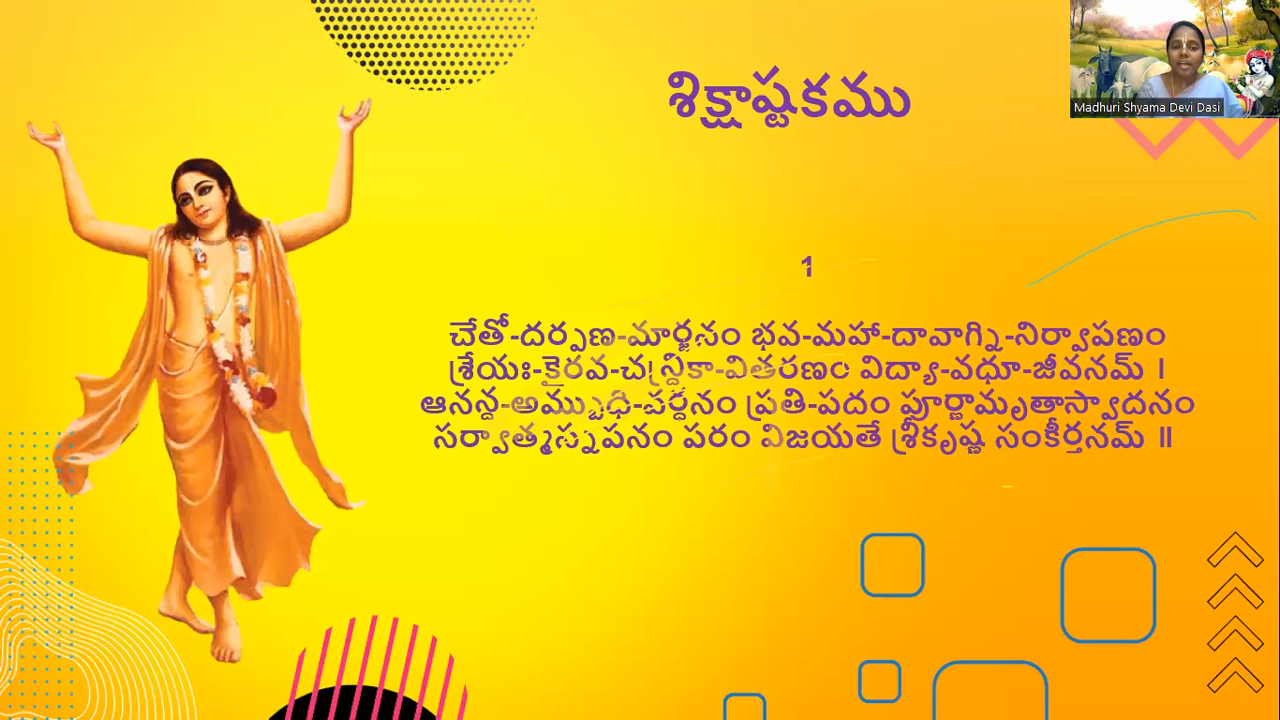 శిక్షాష్టకము
Madhuri Shyama Devi Dasi
1
చేతో-దర్పణ-మార్జనం భవ-మహా-దావాగ్ని-నిర్వాపణం
శ్రేయః-కైరవ-చన్ద్రికా-వితరణం విద్యా-వధూ-జీవనమ్ ।
ఆనన్ద-అమ్బుధి-వర్ధనం ప్రతి-పదం పూర్ణామృతాస్వాదనం
సర్వాత్మస్నపనం పరం విజయతే శ్రీకృష్ణ సంకీర్తనమ్ ॥